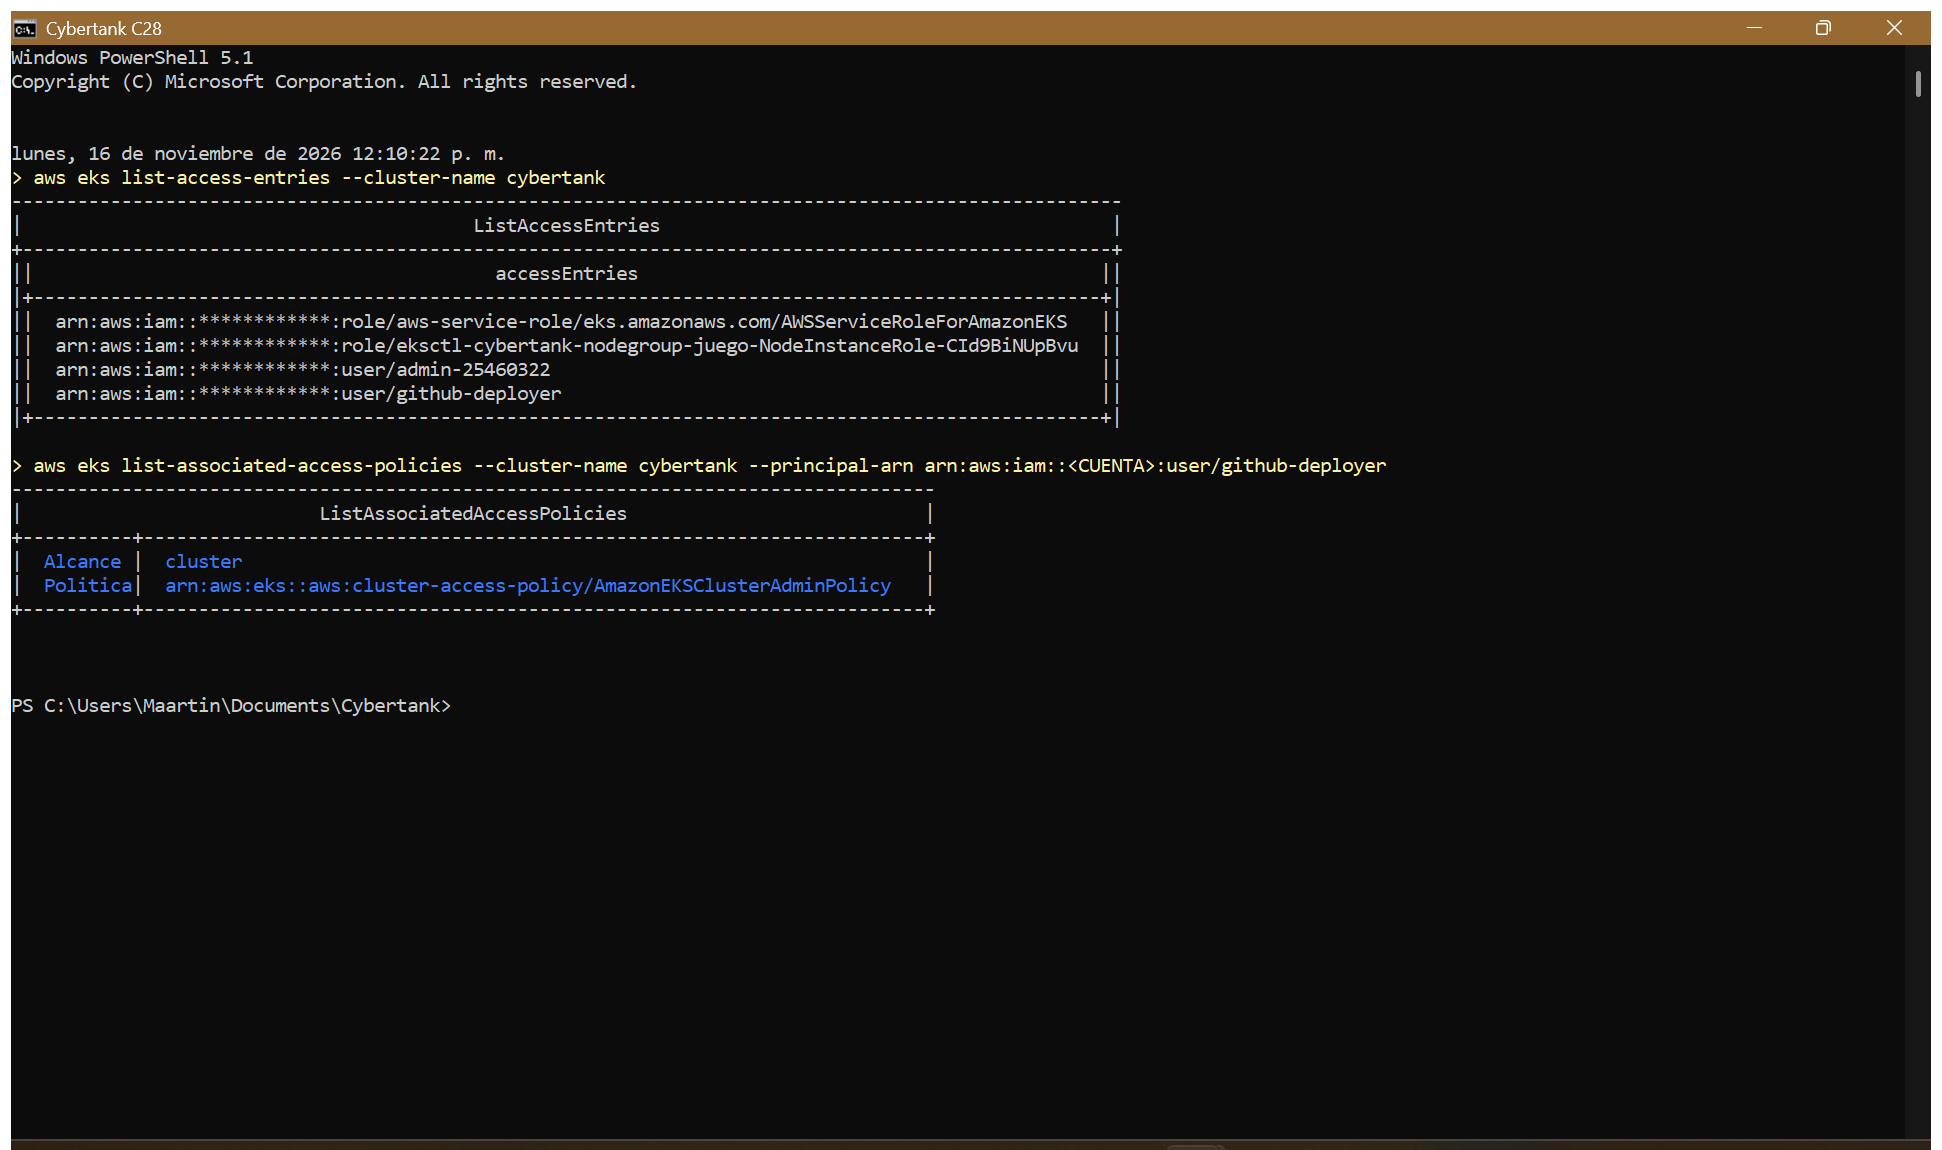 Cybertank C28
Windows PowerShell 5.1
Copyright (C) Microsoft Corporation. All rights reserved.
lunes, 16 de noviembre de 2026 12:10:22 p. m.
> aws eks list-access-entries --cluster-name cybertank
ListAccessEntries
accessEntries
arn:aws:iam::************:role/aws-service-role/eks.amazonaws.com/AWSServiceRoleForAmazonEKS
arn:aws:iam::************:role/eksctl-cybertank-nodegroup-juego-NodeInstanceRole-CId9BiNUpBvu
arn:aws:iam::************:user/admin-25460322
arn:aws:iam::************:user/github-deployer
> aws eks list-associated-access-policies --cluster-name cybertank --principal-arn arn:aws:iam::<CUENTA>:user/github-deployer
ListAssociatedAccessPolicies
Alcance | cluster
Politica| arn:aws:eks::aws:cluster-access-policy/AmazonEKSClusterAdminPolicy
PS C:\Users\Maartin\Documents\Cybertank>